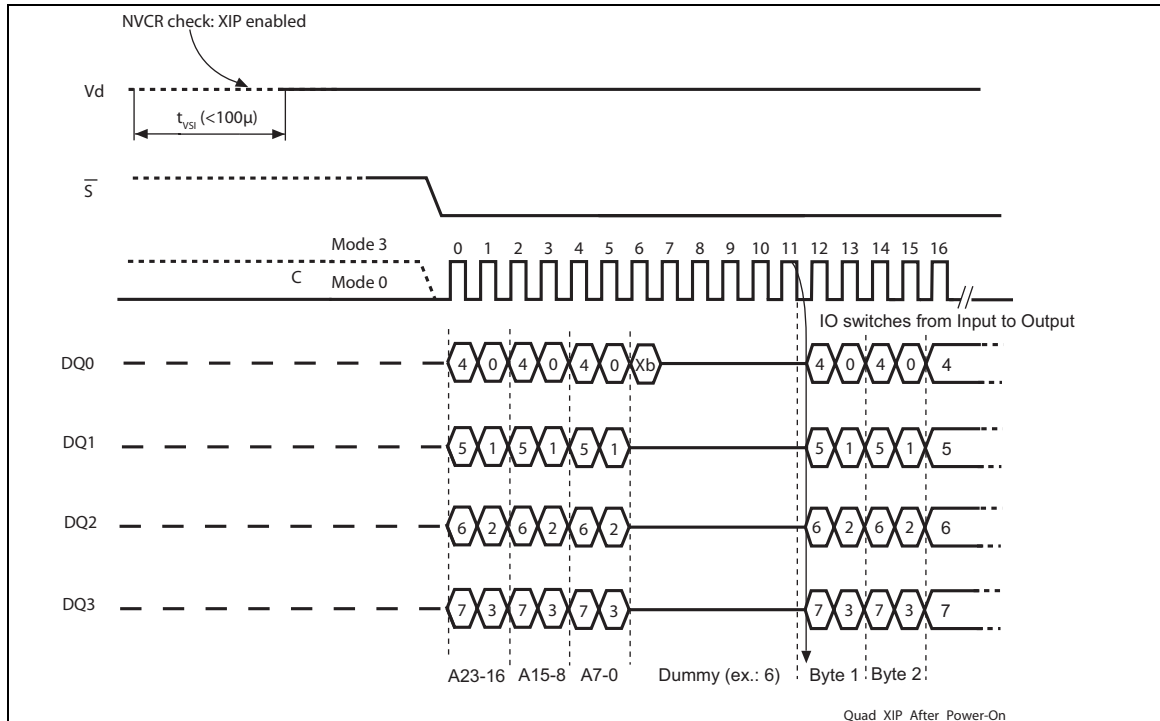 NVCR check: XIP enabled
Vd
tVSI (<100µ)
S
Mode 3
C
Mode 0
0 1 2 3 4 5 6 7 8 9 10 11 12 13 14 15 16
IO switches from Input to Output
DQ0
4 0 4 0 4 0 Xb 4 0 4 0 4
DQ1
5 1 5 1 5 1 5 1 5 1 5
DQ2
6 2 6 2 6 2 6 2 6 2 6
DQ3
7 3 7 3 7 3 7 3 7 3 7
A23-16 A15-8 A7-0 Dummy (ex.: 6) Byte 1 Byte 2
Quad XIP After Power-On